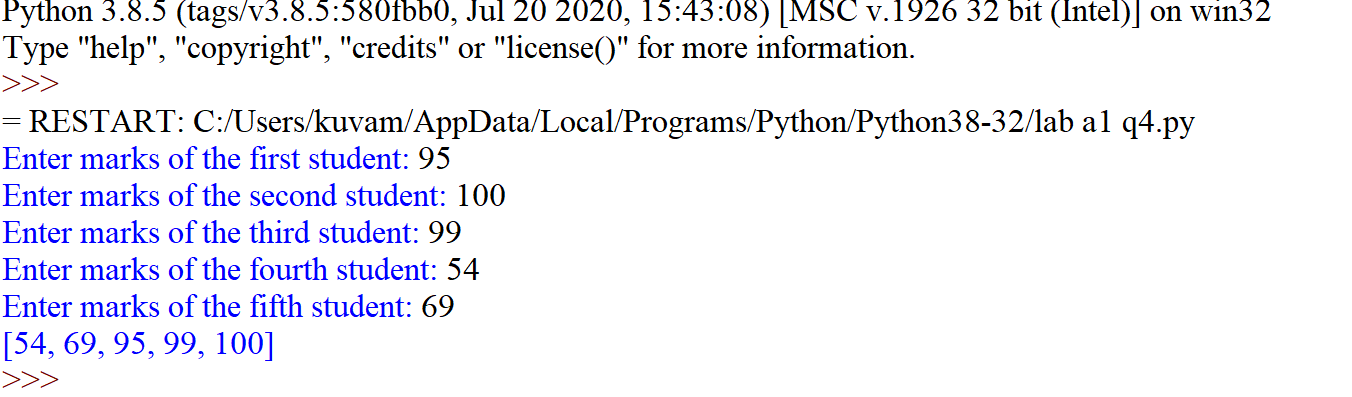 Python 3.8.5 (tags/v3.8.5:580fbb0, Jul 20 2020, 15:43:08) [MSC v.1926 32 bit (Intel)] on win32
Type "help", "copyright", "credits" or "license()" for more information.
>>>
= RESTART: C:/Users/kuvam/AppData/Local/Programs/Python/Python38-32/lab a1 q4.py
Enter marks of the first student: 95
Enter marks of the second student: 100
Enter marks of the third student: 99
Enter marks of the fourth student: 54
Enter marks of the fifth student: 69
[54, 69, 95, 99, 100]
>>>